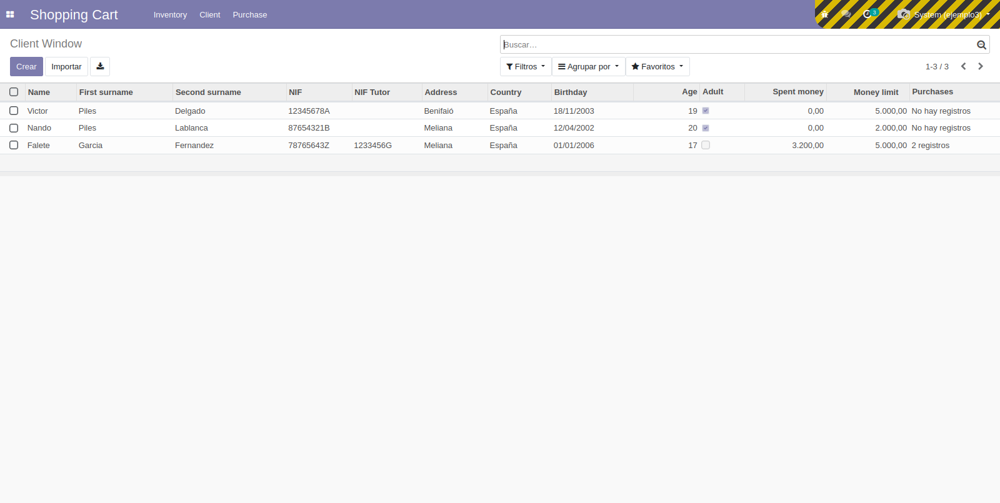 Shopping Cart Inventory Client Purchase 3 System (ejemplo3)
Client Window
Buscar...
Crear Importar Filtros Agrupar por Favoritos 1-3 / 3
Name First surname Second surname NIF NIF Tutor Address Country Birthday Age Adult Spent money Money limit Purchases
Victor Piles Delgado 12345678A Benifaió España 18/11/2003 19 0,00 5.000,00 No hay registros
Nando Piles Lablanca 87654321B Meliana España 12/04/2002 20 0,00 2.000,00 No hay registros
Falete Garcia Fernandez 78765643Z 1233456G Meliana España 01/01/2006 17 3.200,00 5.000,00 2 registros